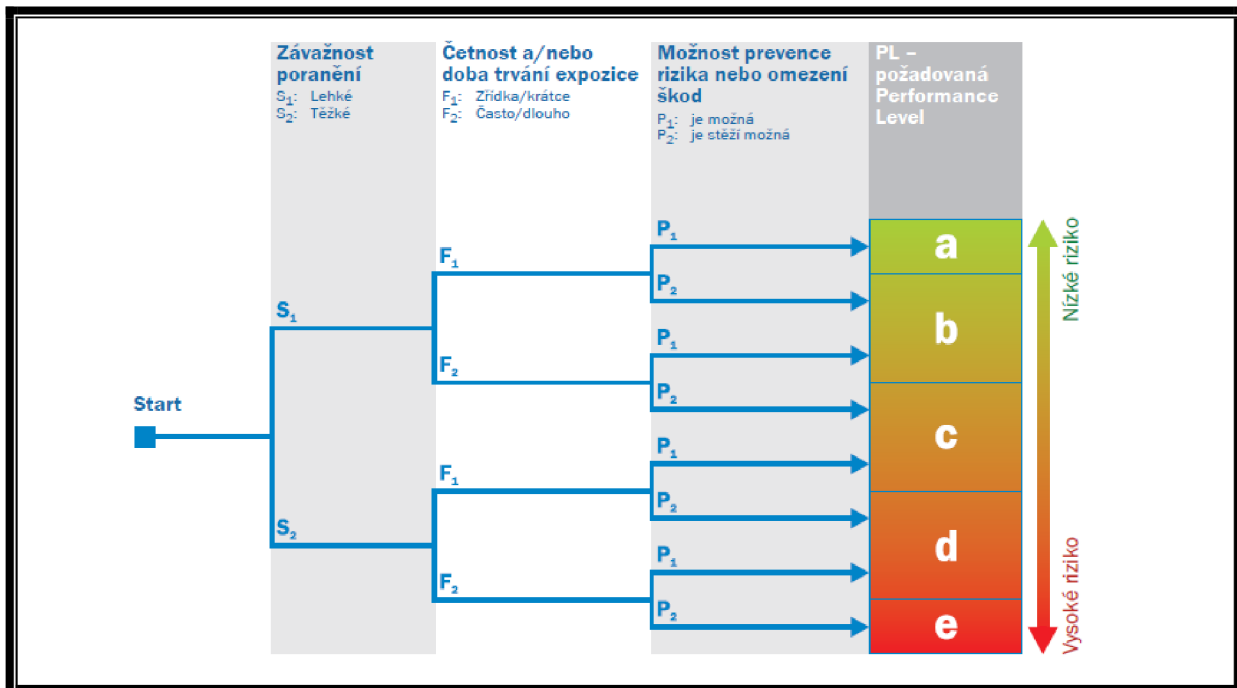 Závažnost
poranění
S₁: Lehké
S₂: Těžké
Četnost a/nebo
doba trvání expozice
F₁: Zřídka/krátce
F₂: Často/dlouho
Možnost prevence
rizika nebo omezení
škod
P₁: je možná
P₂: je stěží možná
PL –
požadovaná
Performance
Level
Start
S₁
S₂
F₁
F₂
F₁
F₂
P₁
P₂
P₁
P₂
P₁
P₂
P₁
P₂
a
b
c
d
e
Nízké riziko
Vysoké riziko